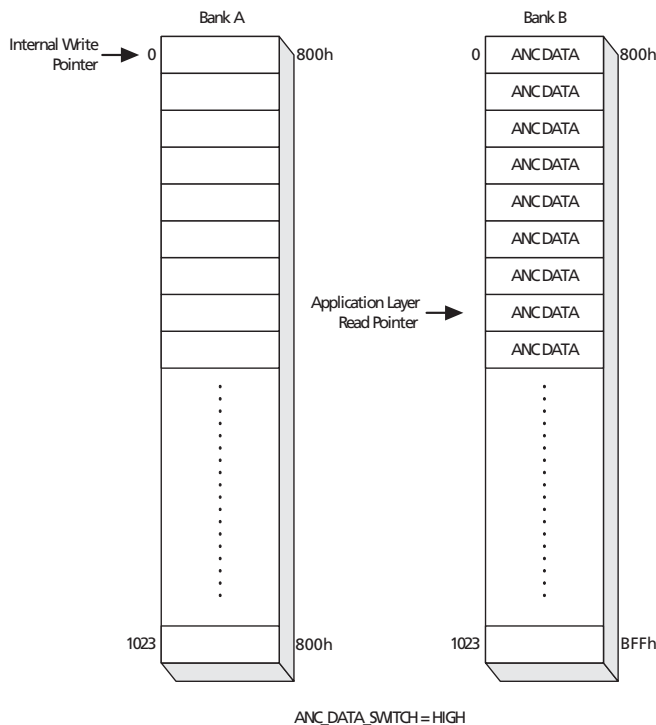 Bank A
Bank B
Internal Write
Pointer
0
800h
0
ANC DATA
800h
ANC DATA
ANC DATA
ANC DATA
ANC DATA
ANC DATA
ANC DATA
Application Layer
Read Pointer
ANC DATA
ANC DATA
1023
800h
1023
BFFh
ANC_DATA_SWITCH = HIGH